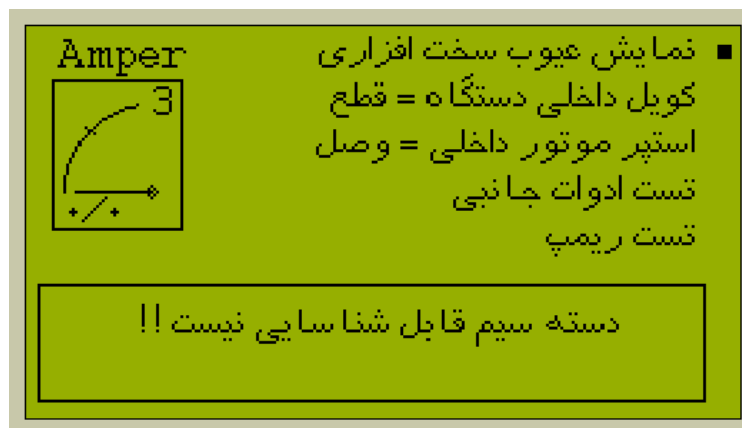 Amper
3
+/+
■ نمایش عیوب سخت افزاری
کویل داخلی دستگاه = قطع
استپر موتور داخلی = وصل
تست ادوات جانبی
تست ریمپ
دسته سیم قابل شناسایی نیست !!